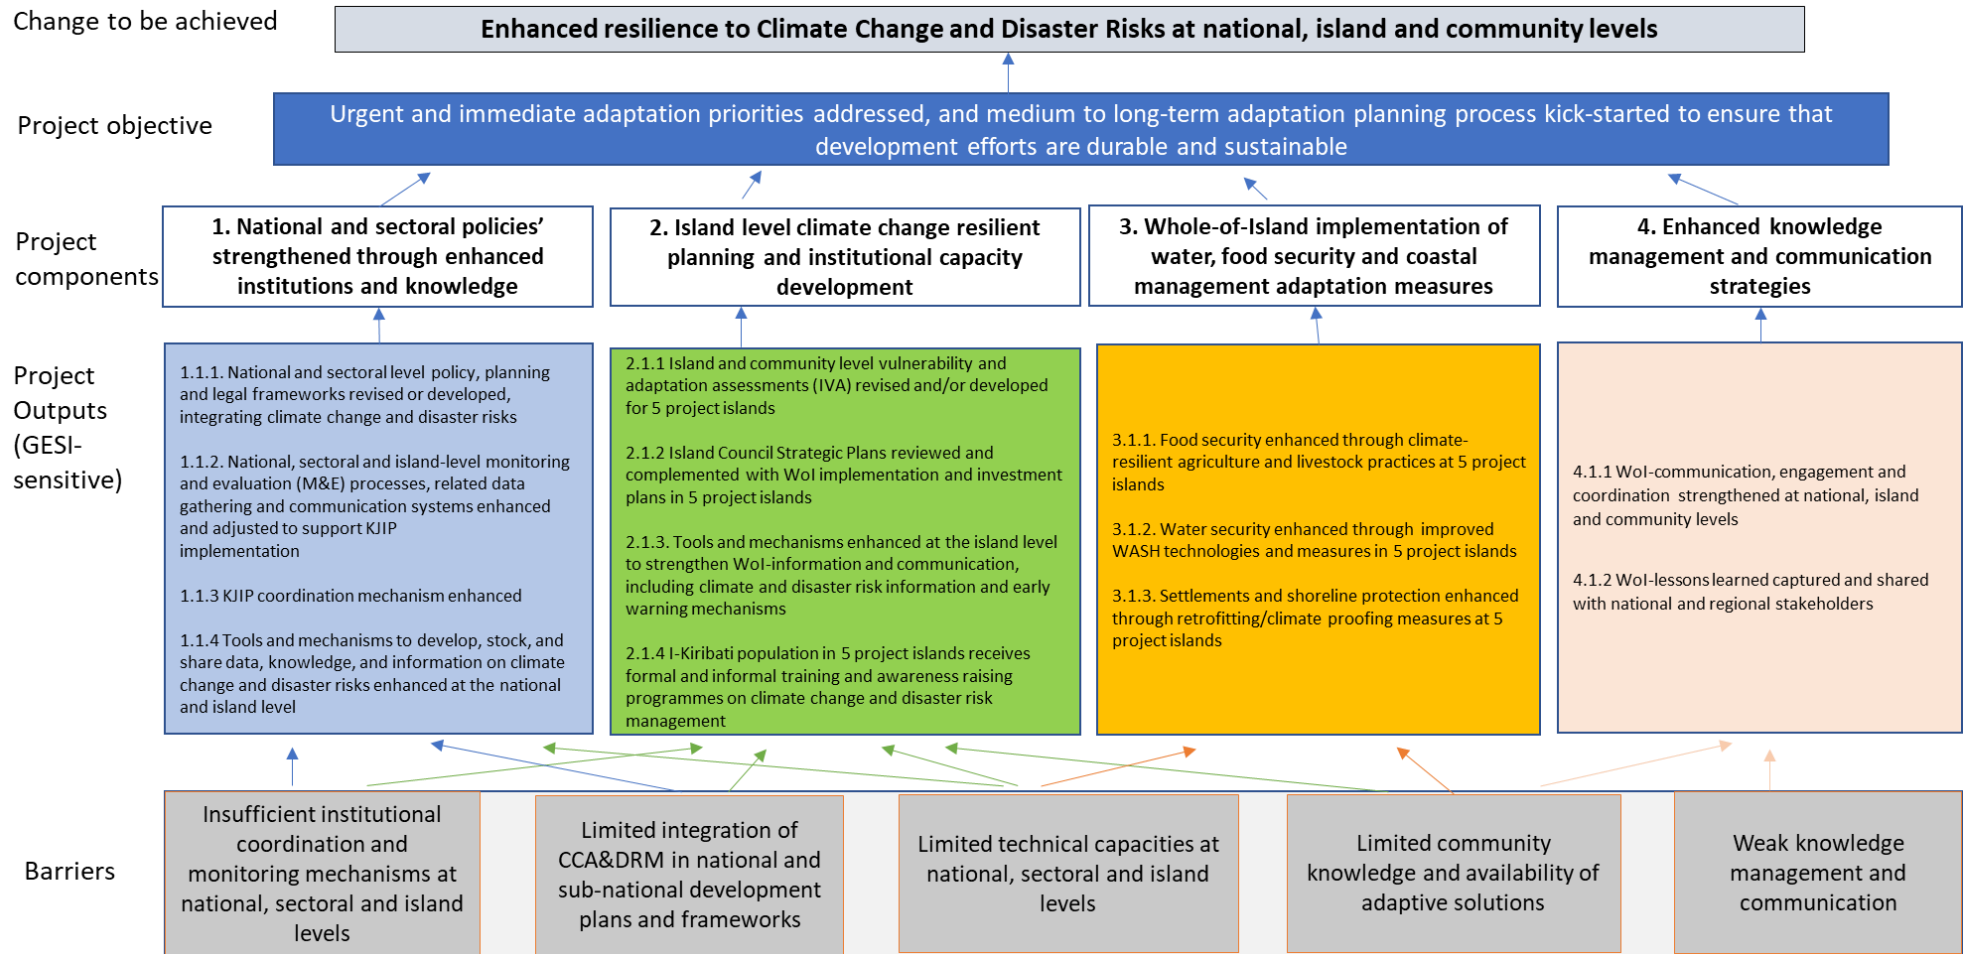 Change to be achieved
Enhanced resilience to Climate Change and Disaster Risks at national, island and community levels
Project objective
Urgent and immediate adaptation priorities addressed, and medium to long-term adaptation planning process kick-started to ensure that
development efforts are durable and sustainable
Project
components
1. National and sectoral policies’
strengthened through enhanced
institutions and knowledge
2. Island level climate change resilient
planning and institutional capacity
development
3. Whole-of-Island implementation of
water, food security and coastal
management adaptation measures
4. Enhanced knowledge
management and communication
strategies
Project
Outputs
(GESI-
sensitive)
1.1.1. National and sectoral level policy, planning
and legal frameworks revised or developed,
integrating climate change and disaster risks
1.1.2. National, sectoral and island-level monitoring
and evaluation (M&E) processes, related data
gathering and communication systems enhanced
and adjusted to support KJIP
implementation
1.1.3 KJIP coordination mechanism enhanced
1.1.4 Tools and mechanisms to develop, stock, and
share data, knowledge, and information on climate
change and disaster risks enhanced at the national
and island level
2.1.1 Island and community level vulnerability and
adaptation assessments (IVA) revised and/or developed
for 5 project islands
2.1.2 Island Council Strategic Plans reviewed and
complemented with WoI implementation and investment
plans in 5 project islands
2.1.3. Tools and mechanisms enhanced at the island level
to strengthen WoI-information and communication,
including climate and disaster risk information and early
warning mechanisms
2.1.4 I-Kiribati population in 5 project islands receives
formal and informal training and awareness raising
programmes on climate change and disaster risk
management
3.1.1. Food security enhanced through climate-
resilient agriculture and livestock practices at 5 project
islands
3.1.2. Water security enhanced through improved
WASH technologies and measures in 5 project islands
3.1.3. Settlements and shoreline protection enhanced
through retrofitting/climate proofing measures at 5
project islands
4.1.1 WoI-communication, engagement and
coordination strengthened at national, island
and community levels
4.1.2 WoI-lessons learned captured and shared
with national and regional stakeholders
Barriers
Insufficient institutional
coordination and
monitoring mechanisms at
national, sectoral and island
levels
Limited integration of
CCA&DRM in national and
sub-national development
plans and frameworks
Limited technical capacities at
national, sectoral and island
levels
Limited community
knowledge and availability of
adaptive solutions
Weak knowledge
management and
communication